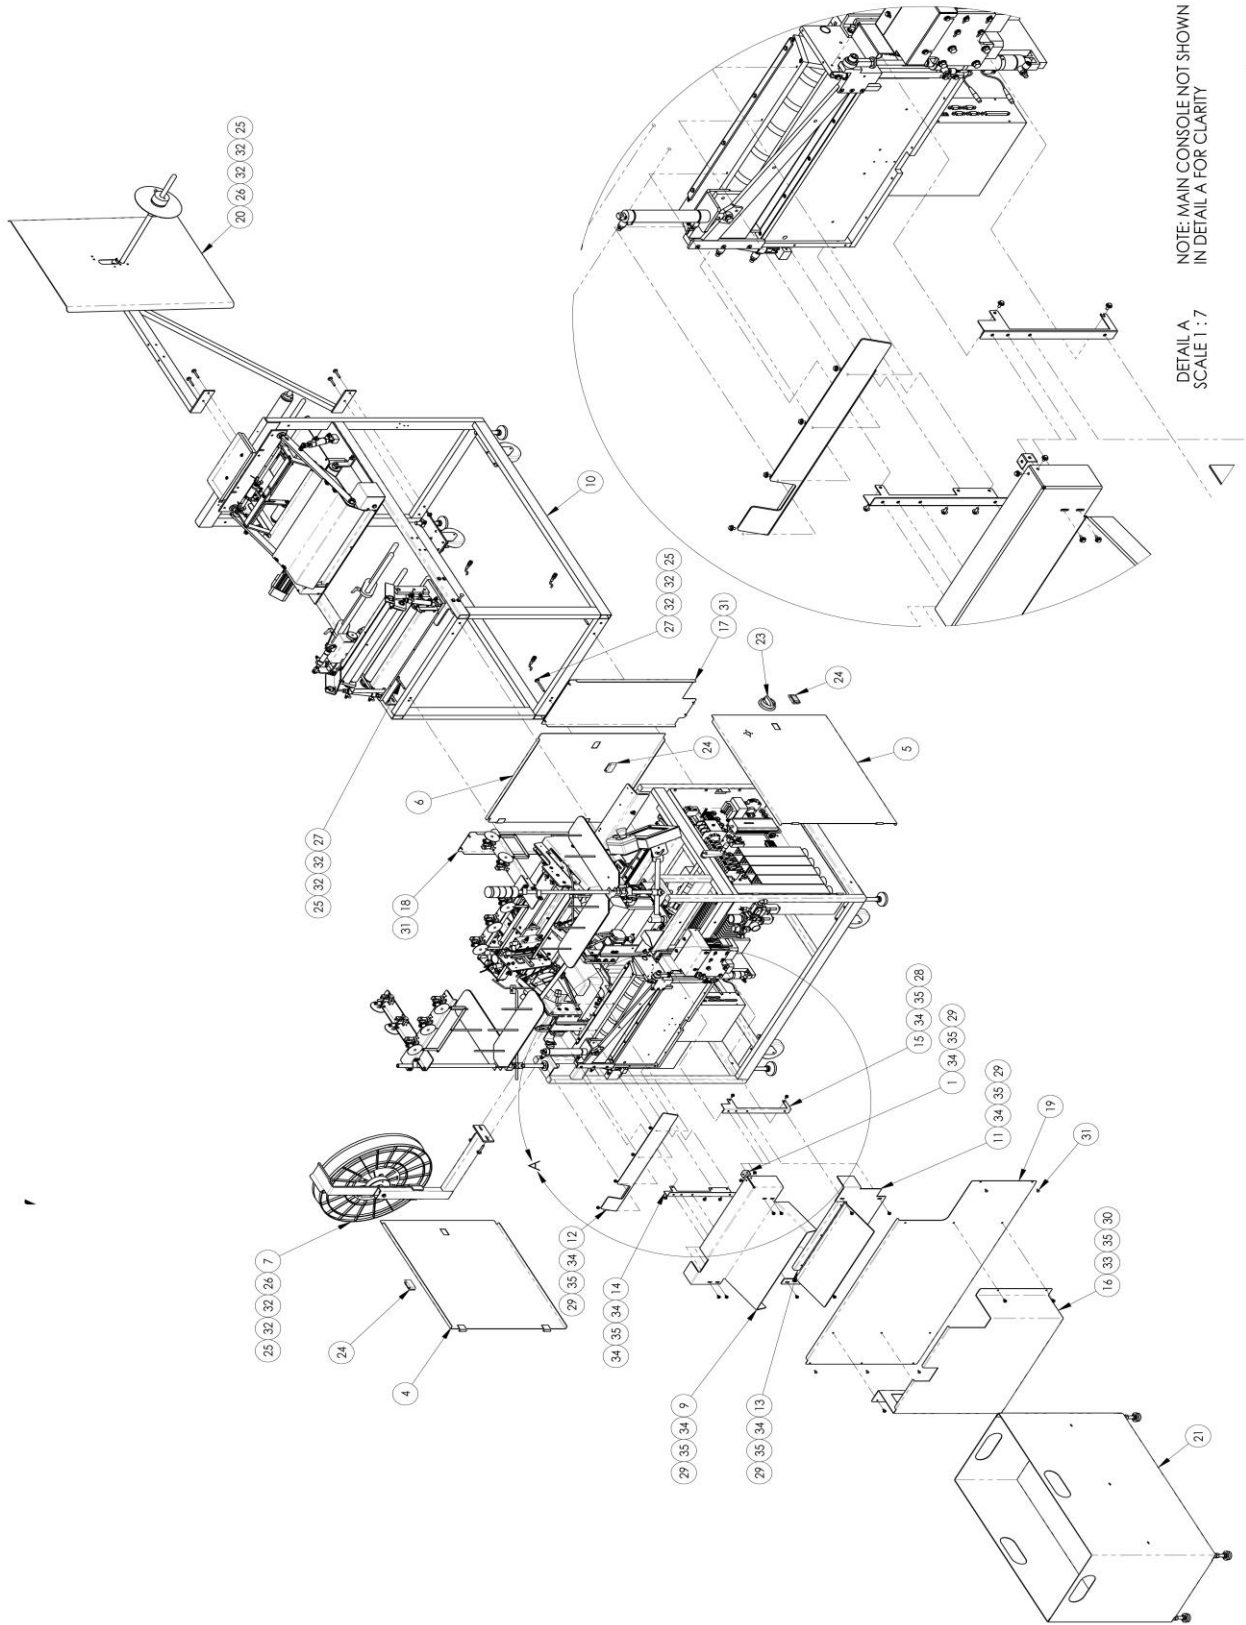 20 26 32 32 25
25 32 32 26 7
25 32 32 27
24
4
31 18
6
A
29 35 34 12
10
34 35 34 14
27 32 32 25
29 35 34 9
24
17 31
29 35 34 13
23
24
5
15 34 35 28
1 34 35 29
11 34 35 29
19
31
16 33 35 30
21
DETAIL A
SCALE 1 : 7
NOTE: MAIN CONSOLE NOT SHOWN
IN DETAIL A FOR CLARITY